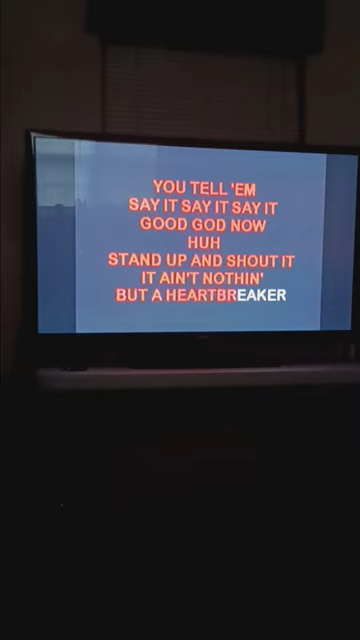 YOU TELL 'EM
SAY IT SAY IT SAY IT
GOOD GOD NOW
HUH
STAND UP AND SHOUT IT
IT AIN'T NOTHIN'
BUT A HEARTBREAKER